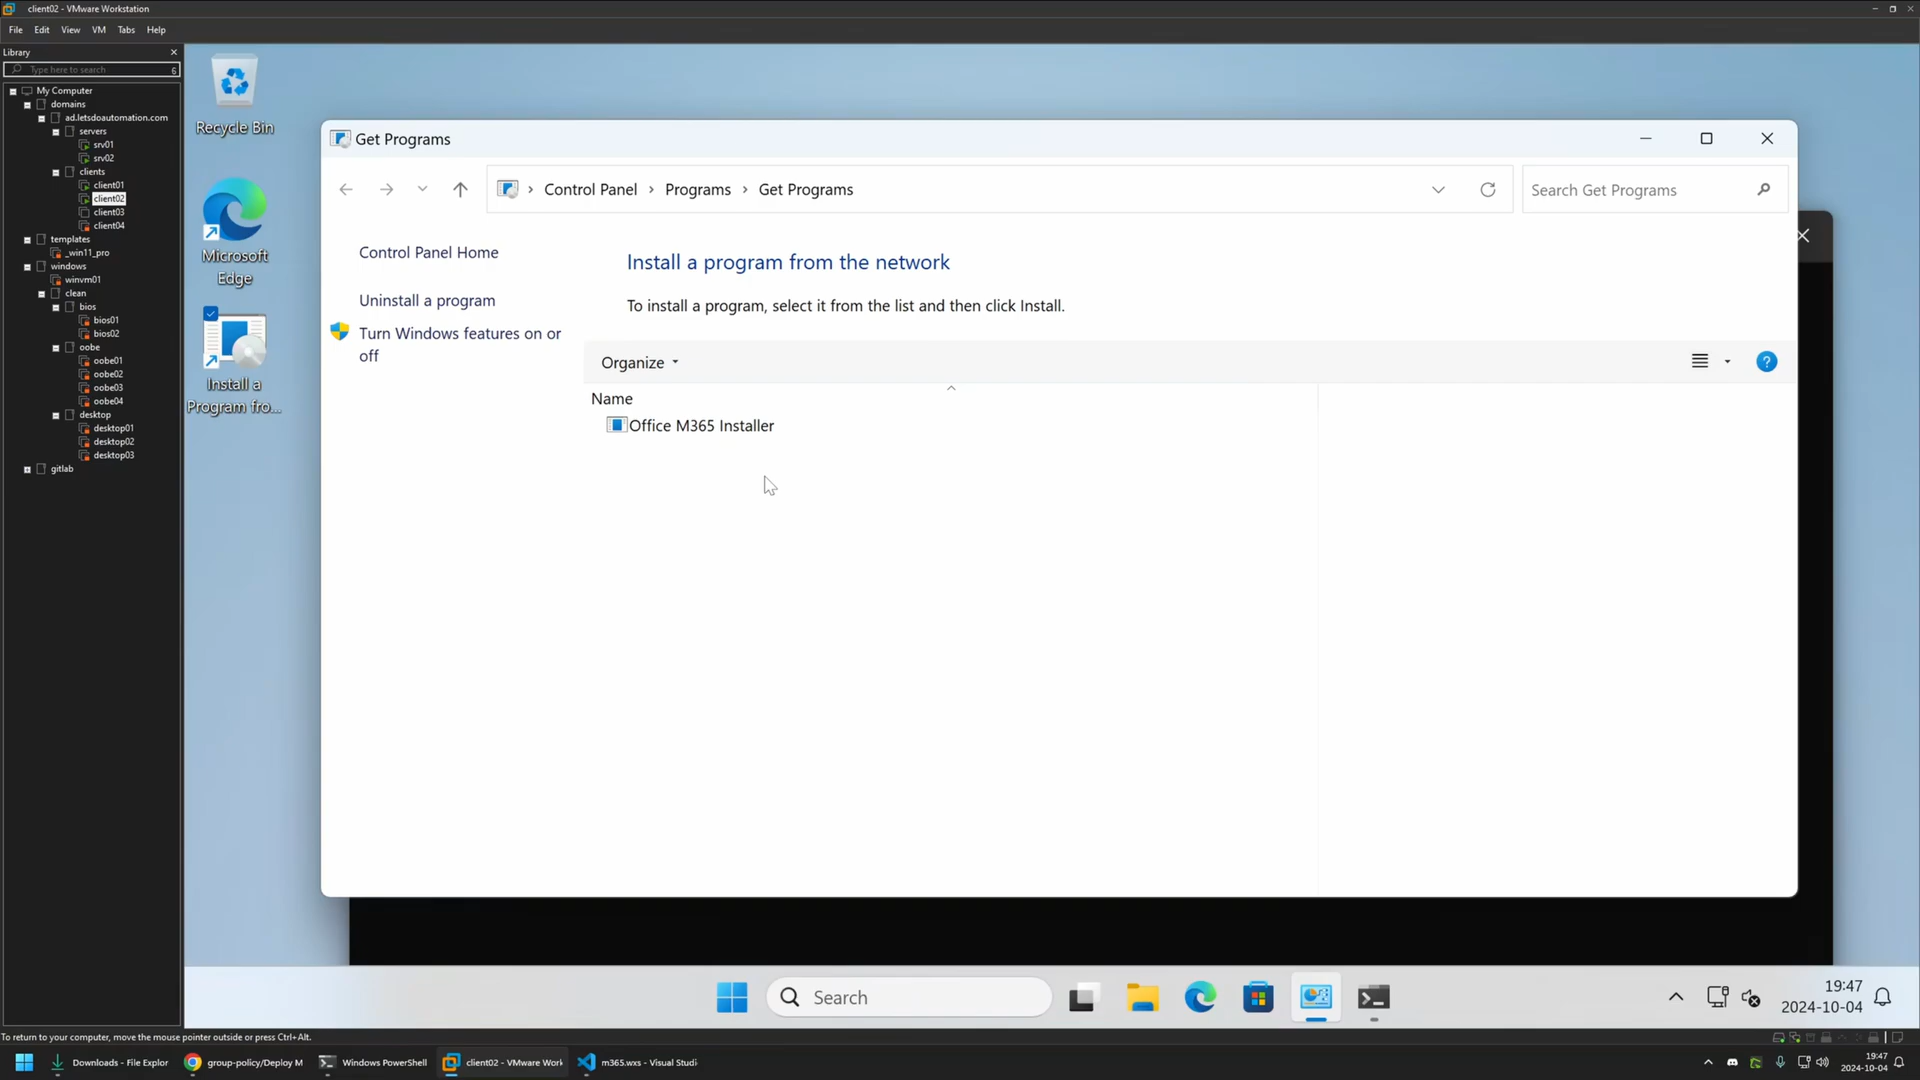 client02 - VMware Workstation
File Edit View VM Tabs Help
Library
Type here to search
My Computer
domains
ad.letsdoautomation.com
servers
srv01
srv02
clients
client01
client02
client03
client04
templates
_win11_pro
windows
winvm01
clean
bios
bios01
bios02
oobe
oobe01
oobe02
oobe03
oobe04
desktop
desktop01
desktop02
desktop03
gitlab
Recycle Bin
Microsoft
Edge
Install a
Program fro...
Get Programs
Control Panel › Programs › Get Programs
Search Get Programs
Control Panel Home
Uninstall a program
Turn Windows features on or
off
Install a program from the network
To install a program, select it from the list and then click Install.
Organize
?
Name
Office M365 Installer
Search
19:47
2024-10-04
To return to your computer, move the mouse pointer outside or press Ctrl+Alt.
Downloads - File Explor
group-policy/Deploy M
Windows PowerShell
client02 - VMware Work
m365.wxs - Visual Studi
19:47
2024-10-04